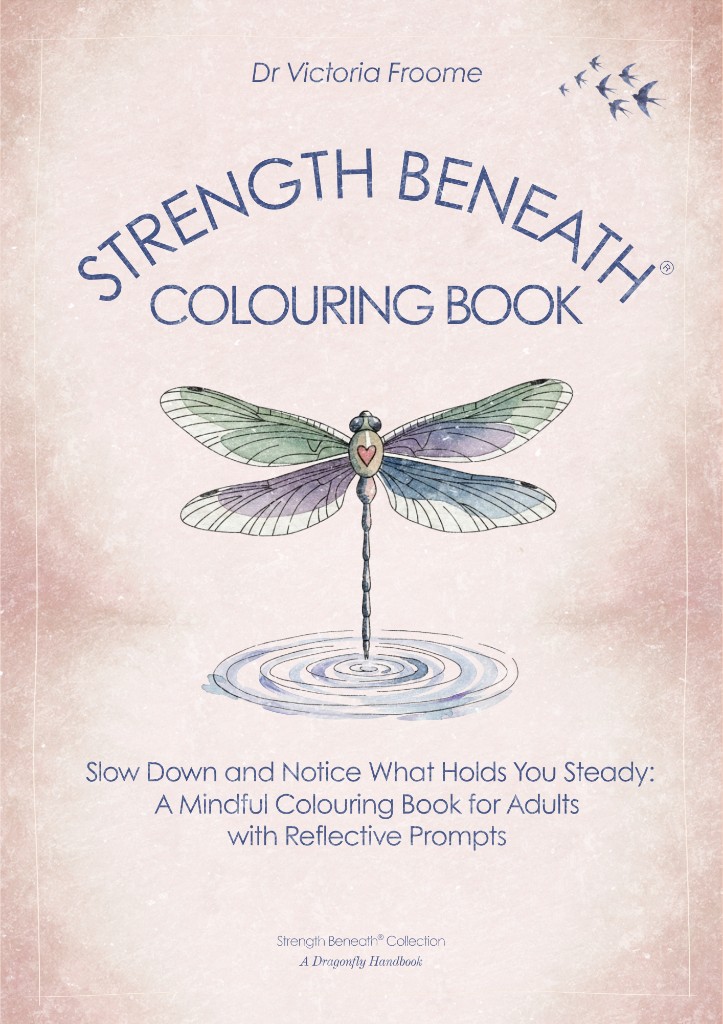 Dr Victoria Froome
STRENGTH BENEATH®
COLOURING BOOK
Slow Down and Notice What Holds You Steady:
A Mindful Colouring Book for Adults
with Reflective Prompts
Strength Beneath® Collection
A Dragonfly Handbook